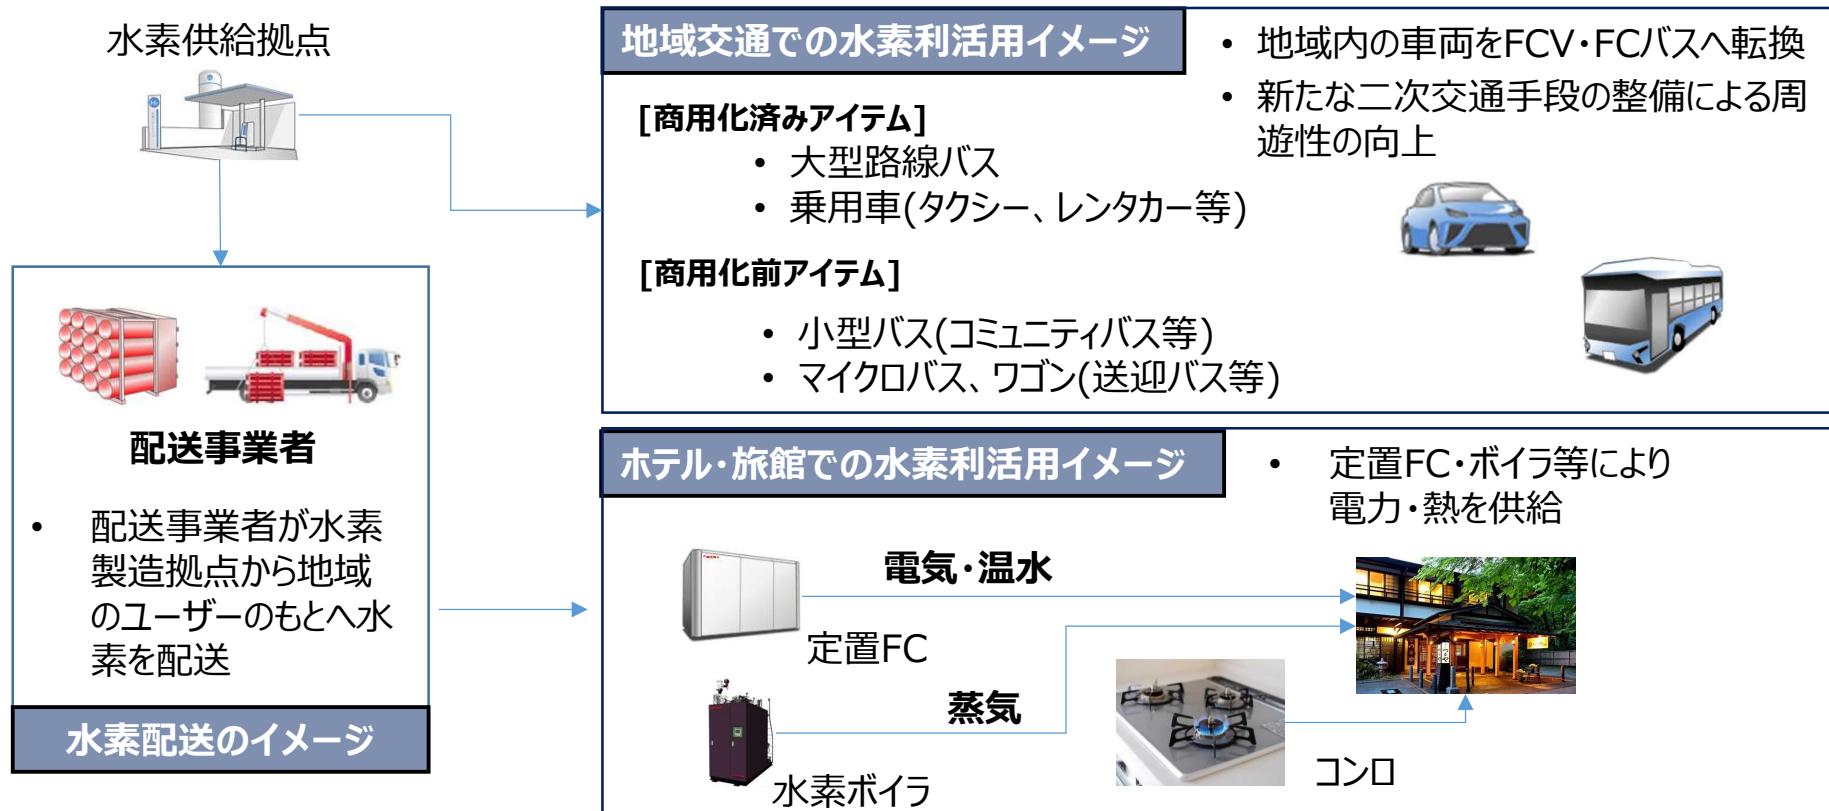 水素供給拠点
配送事業者
• 配送事業者が水素
製造拠点から地域
のユーザーのもとへ水
素を配送
水素配送のイメージ
地域交通での水素利活用イメージ
• 地域内の車両をFCV・FCバスへ転換
• 新たな二次交通手段の整備による周
遊性の向上
[商用化済みアイテム]
• 大型路線バス
• 乗用車(タクシー、レンタカー等)
[商用化前アイテム]
• 小型バス(コミュニティバス等)
• マイクロバス、ワゴン(送迎バス等)
ホテル・旅館での水素利活用イメージ
• 定置FC・ボイラ等により
電力・熱を供給
電気・温水
定置FC
蒸気
水素ボイラ
コンロ